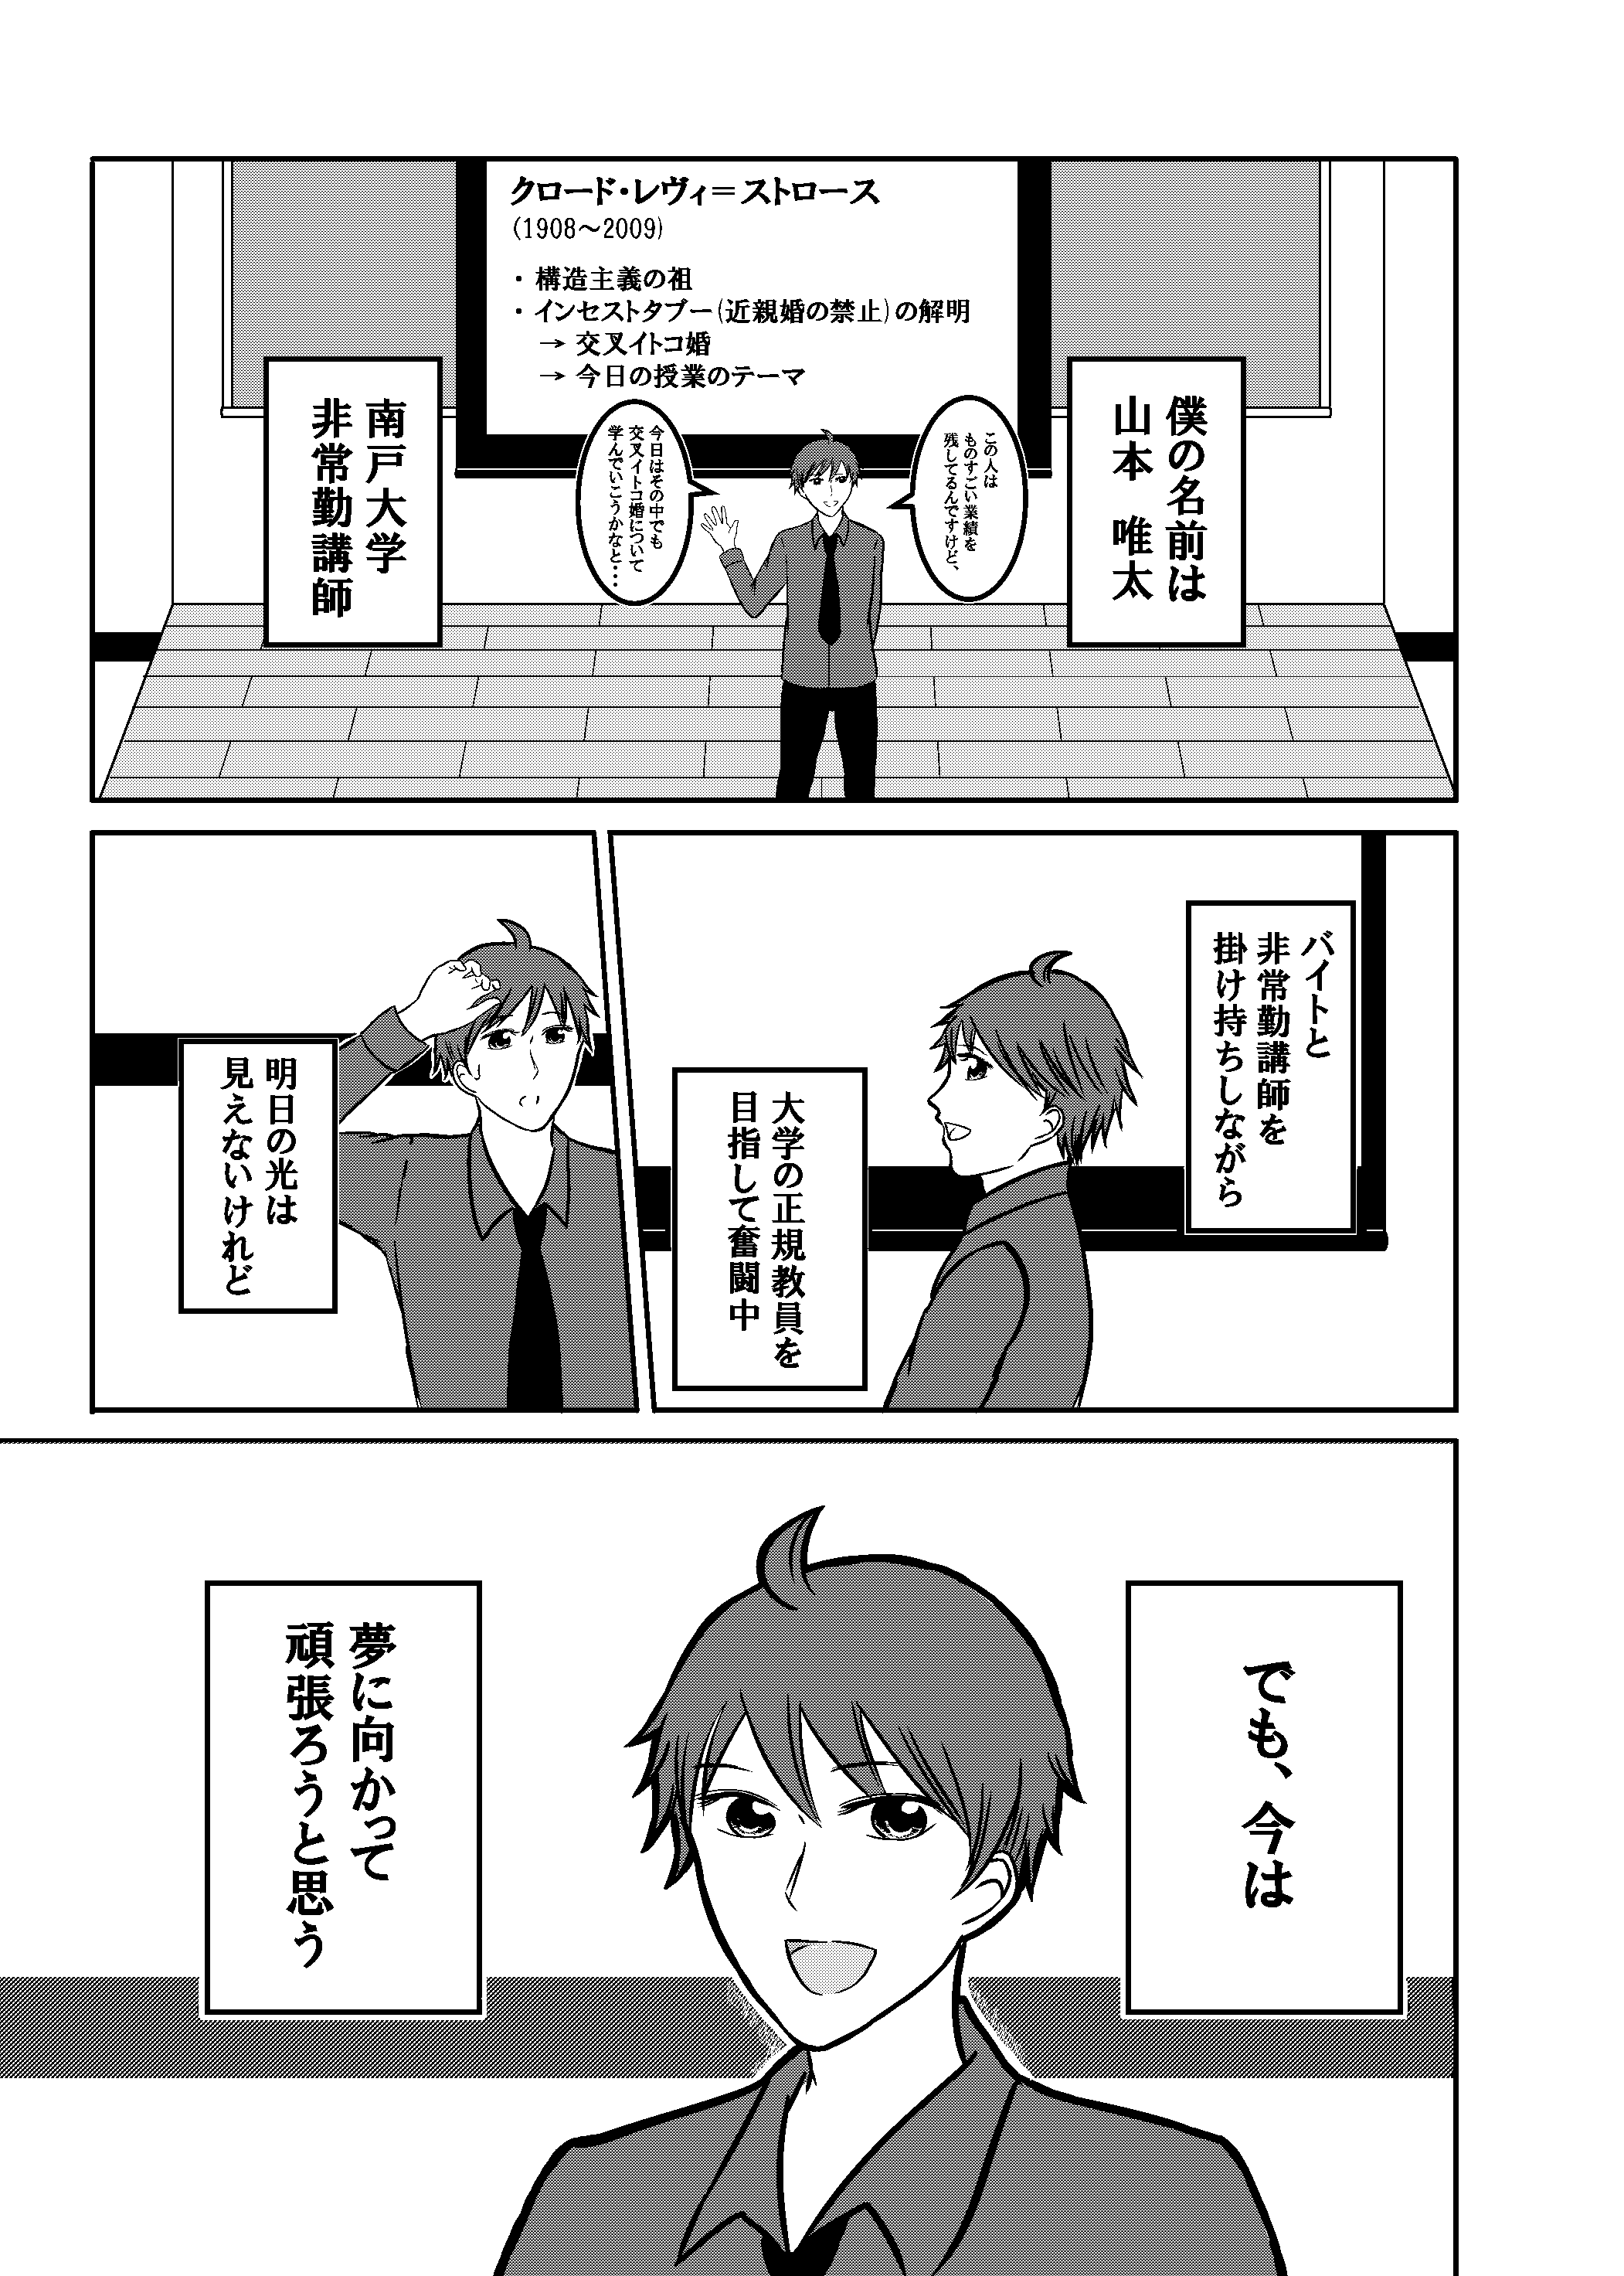 クロード・レヴィ＝ストロース
(1908～2009)
・構造主義の祖
・インセストタブー(近親婚の禁止)の解明
→ 交叉イトコ婚
→ 今日の授業のテーマ
僕の名前は
山本 唯太
この人は
ものすごい業績を
残してるんですけど、
今日はその中でも
交叉イトコ婚について
学んでいこうかなと・・・
南戸大学
非常勤講師
バイトと
非常勤講師を
掛け持ちしながら
大学の正規教員を
目指して奮闘中
明日の光は
見えないけれど
でも、今は
夢に向かって
頑張ろうと思う